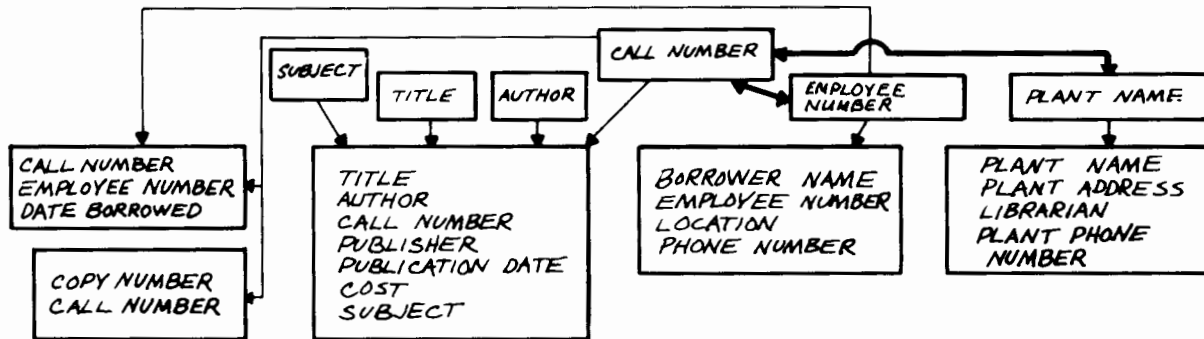 CALL NUMBER
SUBJECT
TITLE
AUTHOR
EMPLOYEE
NUMBER
PLANT NAME
CALL NUMBER
EMPLOYEE NUMBER
DATE BORROWED
COPY NUMBER
CALL NUMBER
TITLE
AUTHOR
CALL NUMBER
PUBLISHER
PUBLICATION DATE
COST
SUBJECT
BORROWER NAME
EMPLOYEE NUMBER
LOCATION
PHONE NUMBER
PLANT NAME
PLANT ADDRESS
LIBRARIAN
PLANT PHONE
NUMBER